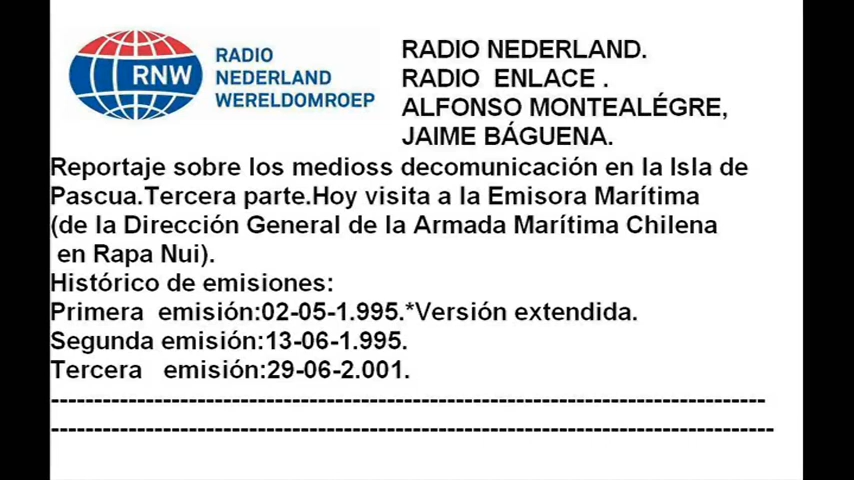 RNW
RADIO
NEDERLAND
WERELDOMROEP
RADIO NEDERLAND.
RADIO ENLACE .
ALFONSO MONTEALÉGRE,
JAIME BÁGUENA.
Reportaje sobre los medioss decomunicación en la Isla de
Pascua.Tercera parte.Hoy visita a la Emisora Marítima
(de la Dirección General de la Armada Marítima Chilena
en Rapa Nui).
Histórico de emisiones:
Primera emisión:02-05-1.995.*Versión extendida.
Segunda emisión:13-06-1.995.
Tercera emisión:29-06-2.001.
--------------------------------------------------------------------------------------
---------------------------------------------------------------------------------------